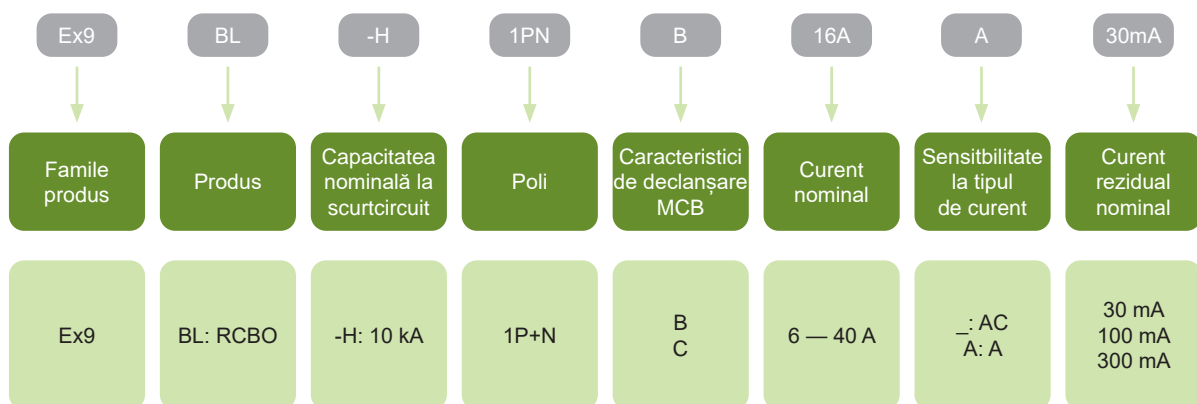 Ex9
BL
-H
1PN
B
16A
A
30mA
Famile
produs
Produs
Capacitatea
nominală la
scurtcircuit
Poli
Caracteristici
de declanșare
MCB
Curent
nominal
Sensitbilitate
la tipul
de curent
Curent
rezidual
nominal
Ex9
BL: RCBO
-H: 10 kA
1P+N
B
C
6 — 40 A
_: AC
A: A
30 mA
100 mA
300 mA